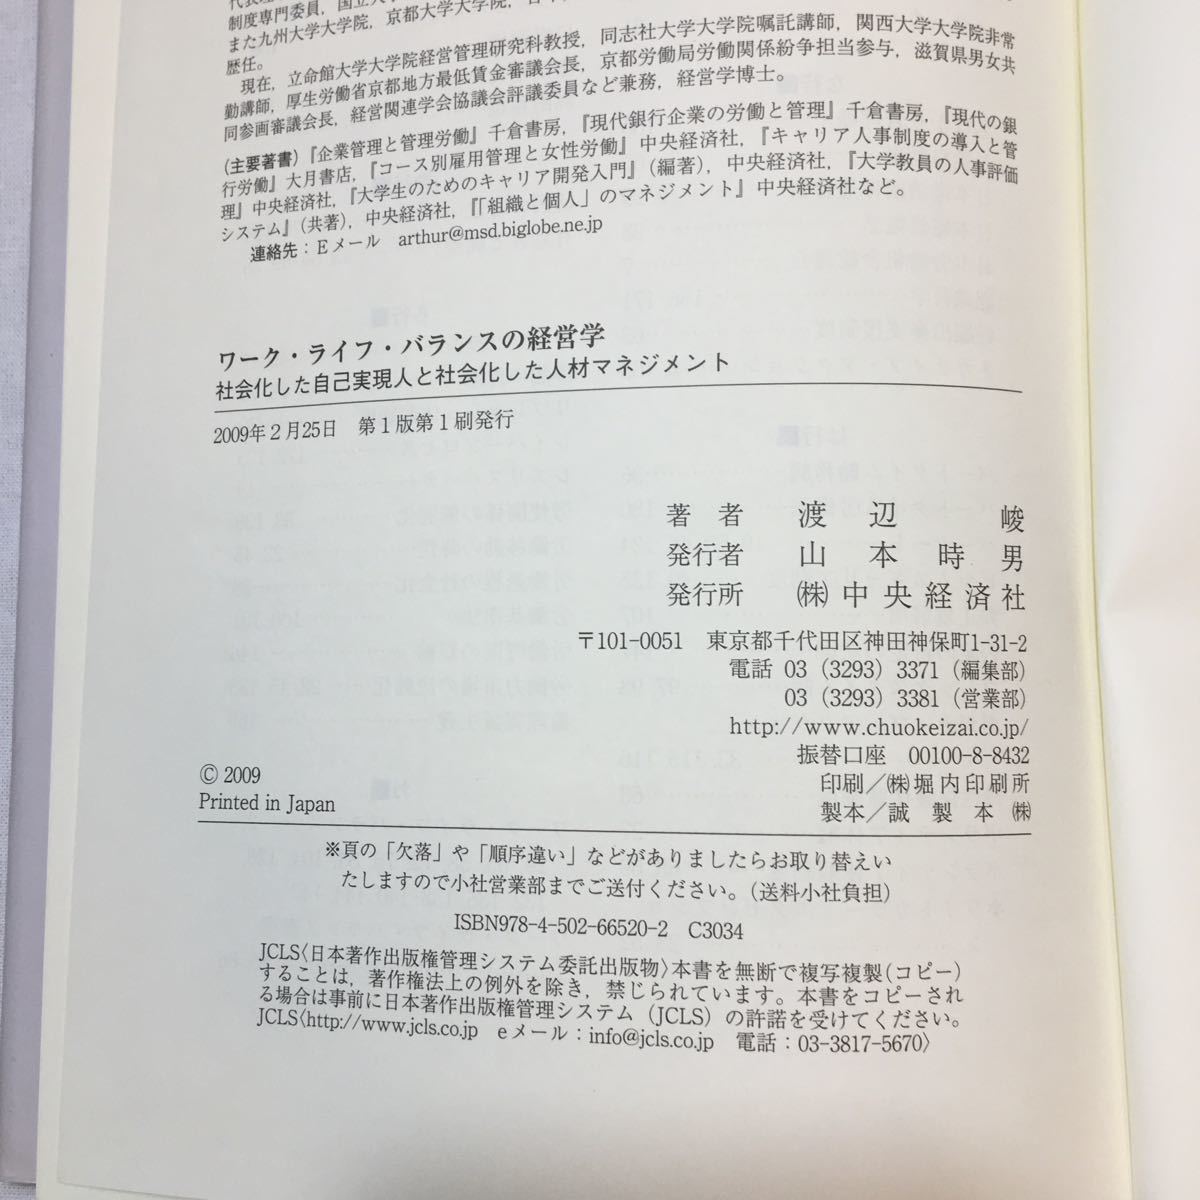 制度専門委員，国立大
また九州大学大学院，京都大学大学院，
歴任。
現在，立命館大学大学院経営管理研究科教授，同志社大学大学院嘱託講師，関西大学大学院非常
勤講師，厚生労働省京都地方最低賃金審議会長，京都労働局労働関係紛争担当参与，滋賀県男女共
同参画審議会長，経営関連学会協議会評議委員など兼務，経営学博士。
（主要著書）『企業管理と管理労働』千倉書房，『現代銀行企業の労働と管理』千倉書房，『現代の銀
行労働』大月書店，『コース別雇用管理と女性労働』中央経済社，『キャリア人事制度の導入と管
理』中央経済社，『大学生のためのキャリア開発入門』（編著），中央経済社，『大学教員の人事評価
システム』（共著），中央経済社，『「組織と個人」のマネジメント』中央経済社など。
連絡先：Eメール arthur@msd.biglobe.ne.jp
ワーク・ライフ・バランスの経営学
社会化した自己実現人と社会化した人材マネジメント
2009年2月25日 第1版第1刷発行
著者 渡辺 峻
発行者 山本時男
発行所 ㈱中央経済社
〒101-0051 東京都千代田区神田神保町1-31-2
電話 03（3293）3371（編集部）
03（3293）3381（営業部）
http://www.chuokeizai.co.jp/
振替口座 00100-8-8432
印刷／㈱堀内印刷所
製本／誠製本㈱
© 2009
Printed in Japan
※頁の「欠落」や「順序違い」などがありましたらお取り替えい
たしますので小社営業部までご送付ください。（送料小社負担）
ISBN978-4-502-66520-2 C3034
JCLS〈日本著作出版権管理システム委託出版物〉本書を無断で複写複製（コピー）
することは，著作権法上の例外を除き，禁じられています。本書をコピーされ
る場合は事前に日本著作出版権管理システム（JCLS）の許諾を受けてください。
JCLS〈http://www.jcls.co.jp eメール：info@jcls.co.jp 電話：03-3817-5670〉